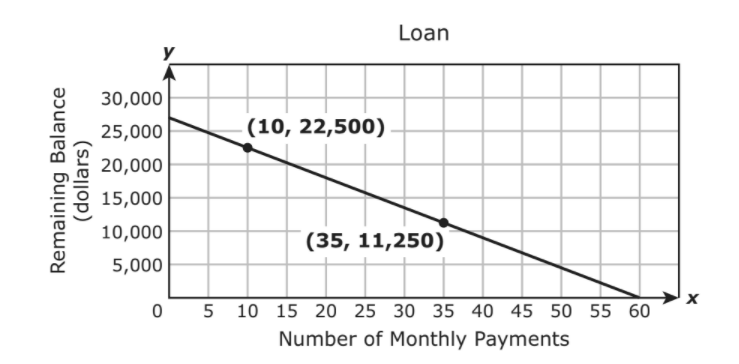 Loan
y
Remaining Balance
(dollars)
30,000
25,000
20,000
15,000
10,000
5,000
(10, 22,500)
(35, 11,250)
0 5 10 15 20 25 30 35 40 45 50 55 60
x
Number of Monthly Payments